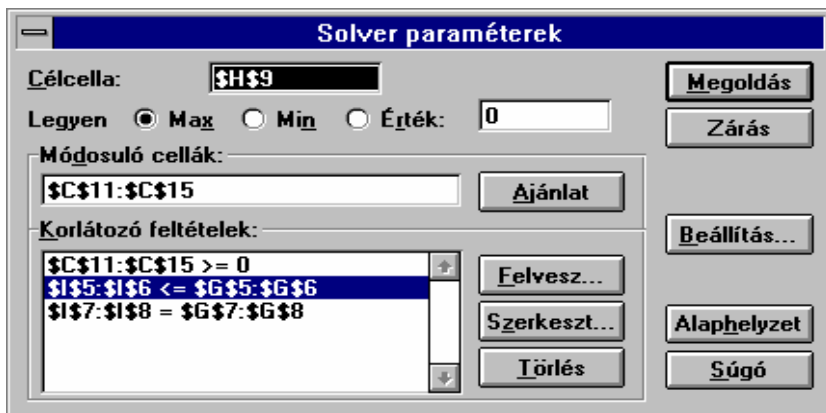 Solver paraméterek
Célcella: $H$9
Megoldás
Legyen Max Min Érték: 0
Zárás
Módosuló cellák:
$C$11:$C$15
Ajánlat
Korlátozó feltételek:
Beállítás...
$C$11:$C$15 >= 0
$I$5:$I$6 <= $G$5:$G$6
$I$7:$I$8 = $G$7:$G$8
Felvesz...
Szerkeszt...
Alaphelyzet
Törlés
Súgó